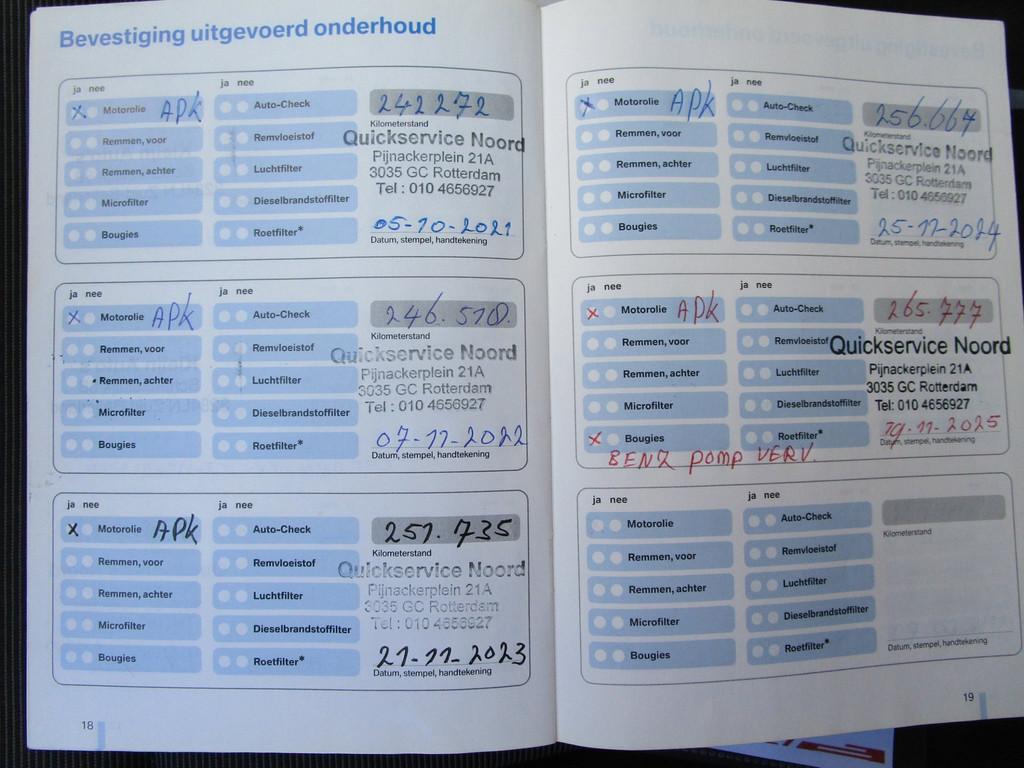 Bevestiging uitgevoerd onderhoud
ja nee ja nee
Motorolie APK Auto-Check 242272
Kilometerstand
Remmen, voor Remvloeistof Quickservice Noord
Pijnackerplein 21A
Remmen, achter Luchtfilter 3035 GC Rotterdam
Tel : 010 4656927
Microfilter Dieselbrandstoffilter
Bougies Roetfilter* 05-10-2021
Datum, stempel, handtekening
ja nee ja nee
Motorolie APK Auto-Check 246.510.
Kilometerstand
Remmen, voor Remvloeistof Quickservice Noord
Pijnackerplein 21A
Remmen, achter Luchtfilter 3035 GC Rotterdam
Tel : 010 4656927
Microfilter Dieselbrandstoffilter
Bougies Roetfilter* 07-11-2022
Datum, stempel, handtekening
ja nee ja nee
Motorolie APK Auto-Check 251.735
Kilometerstand
Remmen, voor Remvloeistof Quickservice Noord
Pijnackerplein 21A
Remmen, achter Luchtfilter 3035 GC Rotterdam
Tel : 010 4656927
Microfilter Dieselbrandstoffilter
Bougies Roetfilter* 21-11-2023
Datum, stempel, handtekening
18
ja nee ja nee
Motorolie APK Auto-Check 256.664
Kilometerstand
Remmen, voor Remvloeistof Quickservice Noord
Pijnackerplein 21A
Remmen, achter Luchtfilter 3035 GC Rotterdam
Tel : 010 4656927
Microfilter Dieselbrandstoffilter
Bougies Roetfilter* 25-11-2024
Datum, stempel, handtekening
ja nee ja nee
Motorolie APK Auto-Check 265.777
Kilometerstand
Remmen, voor Remvloeistof Quickservice Noord
Pijnackerplein 21A
Remmen, achter Luchtfilter 3035 GC Rotterdam
Tel: 010 4656927
Microfilter Dieselbrandstoffilter
Bougies Roetfilter* 19-11-2025
Datum, stempel, handtekening
BENZ POMP VERV.
ja nee ja nee
Motorolie Auto-Check
Kilometerstand
Remmen, voor Remvloeistof
Remmen, achter Luchtfilter
Microfilter Dieselbrandstoffilter
Bougies Roetfilter*
Datum, stempel, handtekening
19